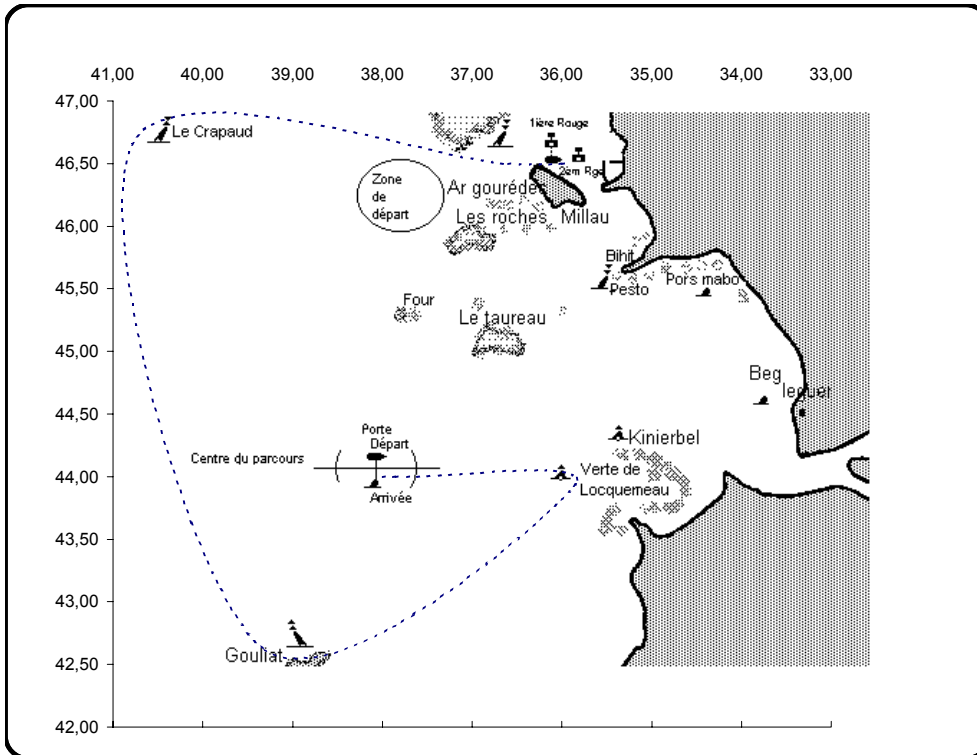 41,00 40,00 39,00 38,00 37,00 36,00 35,00 34,00 33,00
47,00
Le Crapaud
1ière Rouge
46,50
2èm Rge
Zone
de
départ
Ar gourédec
46,00
Les roches Millau
Bihit
45,50
Pesto
Pors mabo
Four
Le taureau
45,00
Beg
leguer
44,50
Porte
Départ
Kinierbel
Centre du parcours
44,00
Arrivée
Verte de
Locquemeau
43,50
43,00
Gouliat
42,50
42,00